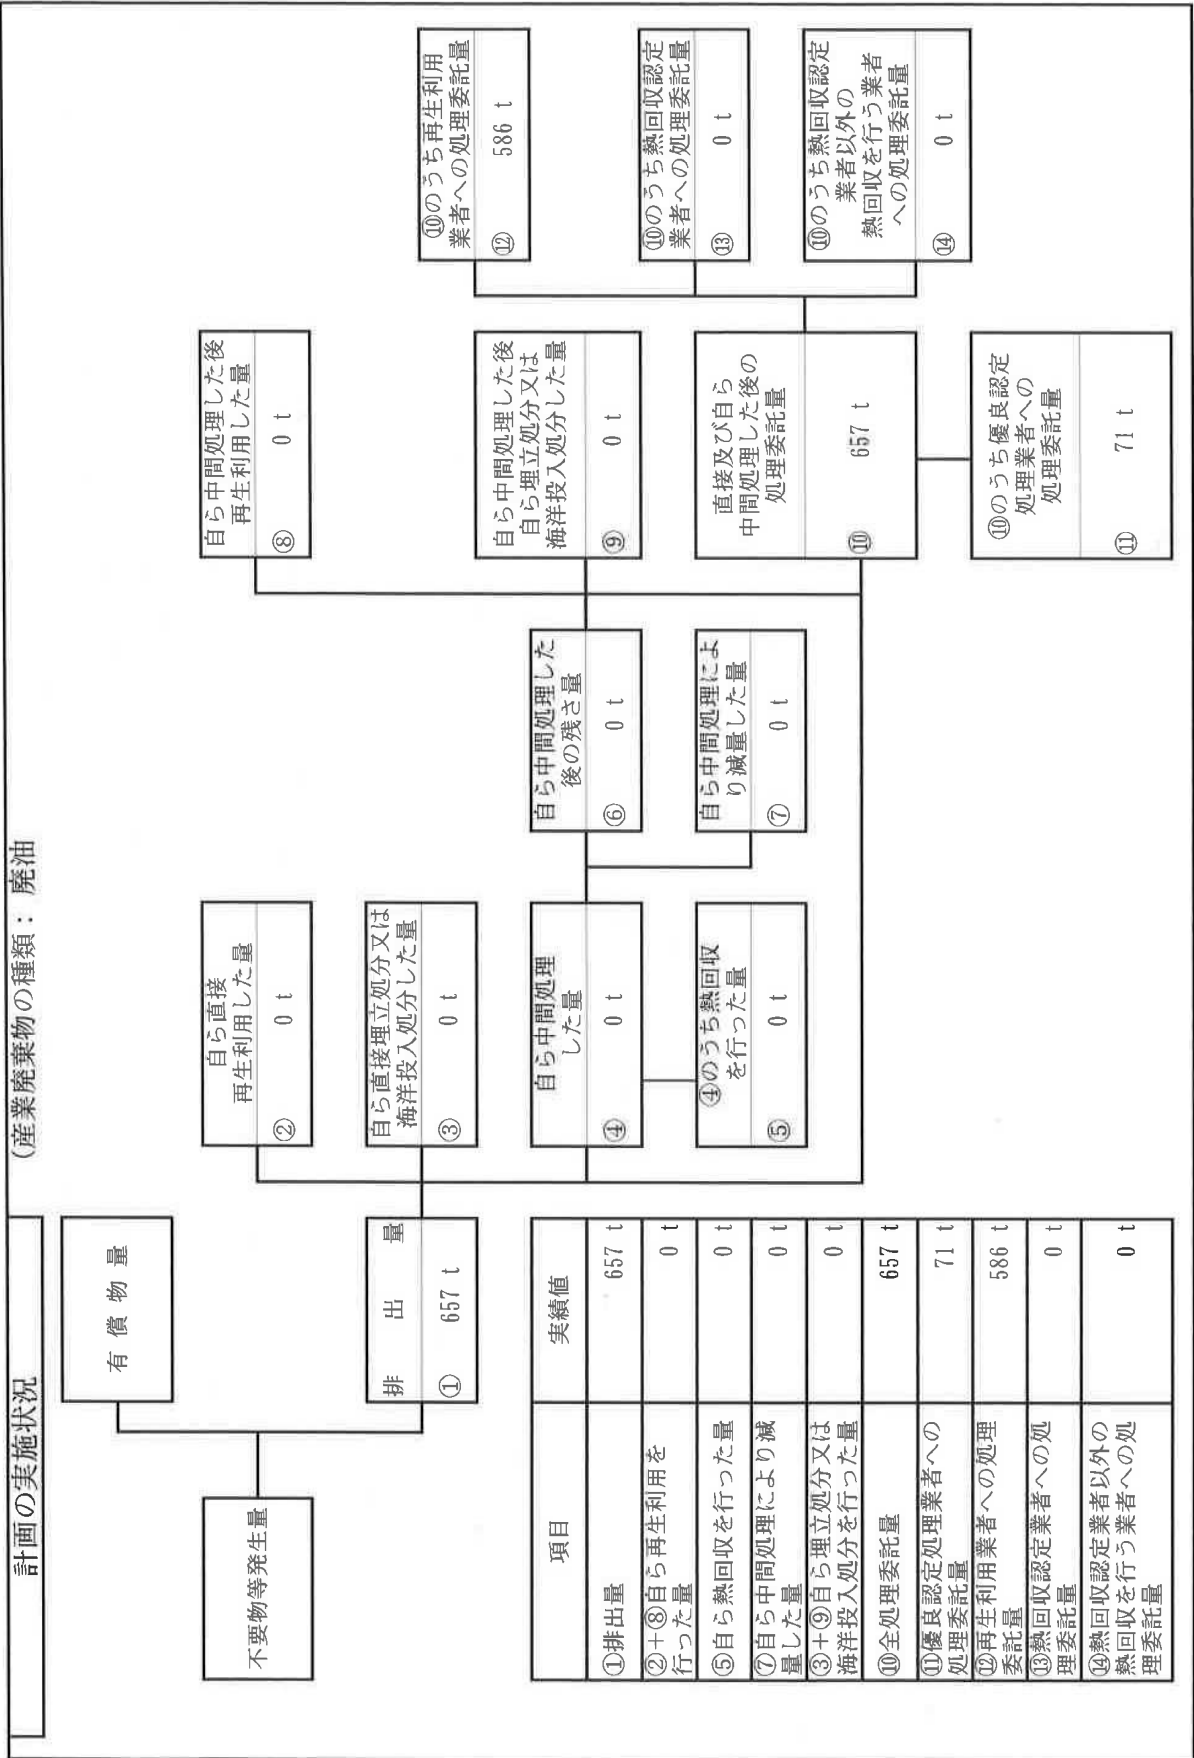 計画の実施状況
(産業廃棄物の種類： 廃油
不要物等発生量
有 償 物 量
排 出 量
① 657 t
自ら直接
再生利用した量
② 0 t
自ら直接埋立処分又は
海洋投入処分した量
③ 0 t
自ら中間処理
した量
④ 0 t
④のうち熱回収
を行った量
⑤ 0 t
自ら中間処理した
後の残さ量
⑥ 0 t
自ら中間処理によ
り減量した量
⑦ 0 t
自ら中間処理した後
再生利用した量
⑧ 0 t
自ら中間処理した後
自ら埋立処分又は
海洋投入処分した量
⑨ 0 t
直接及び自ら
中間処理した後の
処理委託量
⑩ 657 t
⑩のうち優良認定
処理業者への
処理委託量
⑪ 71 t
⑩のうち再生利用
業者への処理委託量
⑫ 586 t
⑩のうち熱回収認定
業者への処理委託量
⑬ 0 t
⑩のうち熱回収認定
業者以外の
熱回収を行う業者
への処理委託量
⑭ 0 t
項目 実績値
①排出量 657 t
②+⑧自ら再生利用を
行った量 0 t
⑤自ら熱回収を行った量 0 t
⑦自ら中間処理により減
量した量 0 t
③+⑨自ら埋立処分又は
海洋投入処分を行った量 0 t
⑩全処理委託量 657 t
⑪優良認定処理業者への
処理委託量 71 t
⑫再生利用業者への処理
委託量 586 t
⑬熱回収認定業者への処
理委託量 0 t
⑭熱回収認定業者以外の
熱回収を行う業者への処
理委託量 0 t